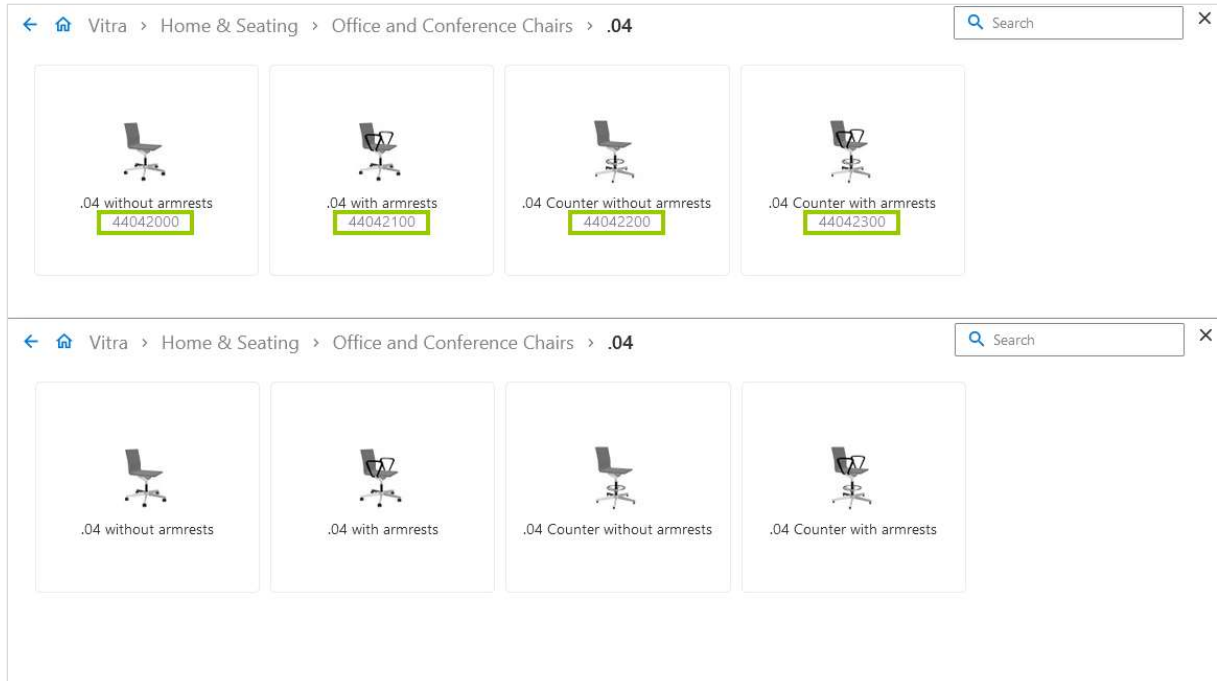 Vitra > Home & Seating > Office and Conference Chairs > .04
Search
.04 without armrests
44042000
.04 with armrests
44042100
.04 Counter without armrests
44042200
.04 Counter with armrests
44042300
Vitra > Home & Seating > Office and Conference Chairs > .04
Search
.04 without armrests
.04 with armrests
.04 Counter without armrests
.04 Counter with armrests